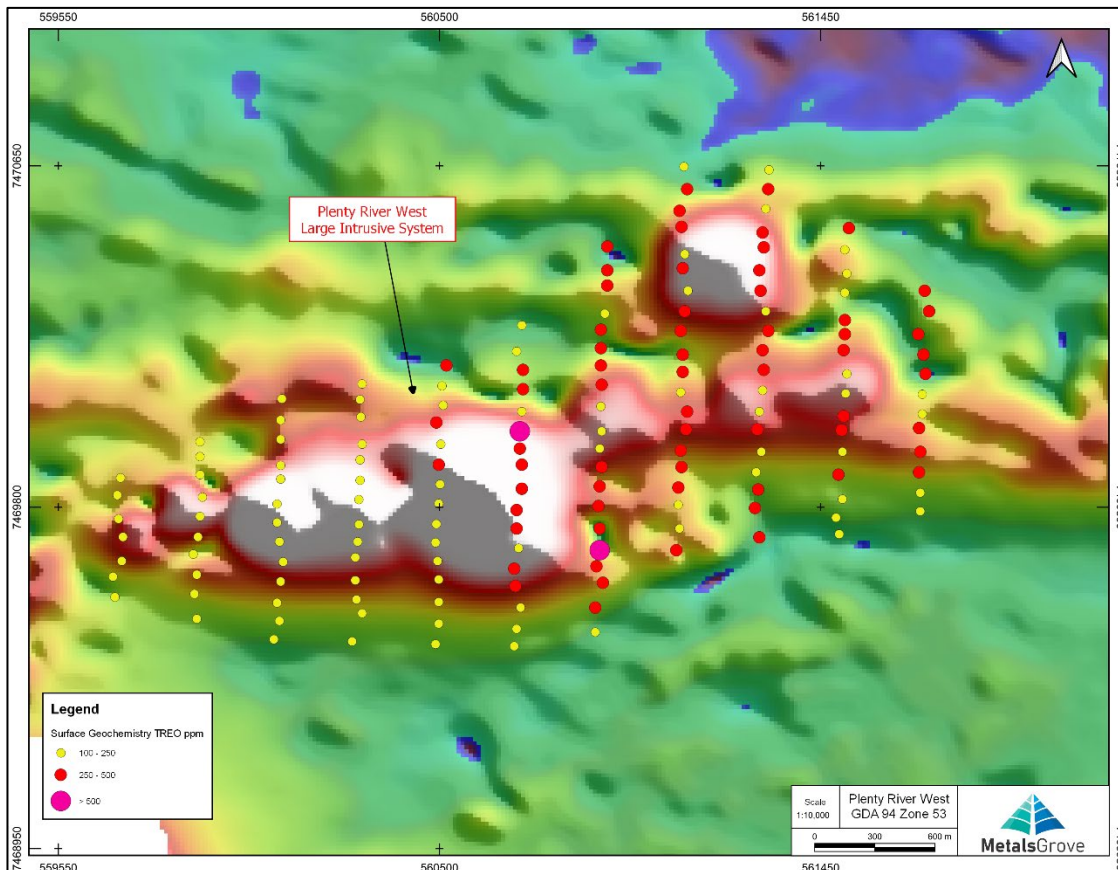 559550
560500
561450
7470650
Plenty River West
Large Intrusive System
7469800
Legend
Surface Geochemistry TREO ppm
100 - 250
250 - 500
> 500
Scale
1:10,000
Plenty River West
GDA 94 Zone 53
0
300
600 m
MetalsGrove
7468950
559550
560500
561450